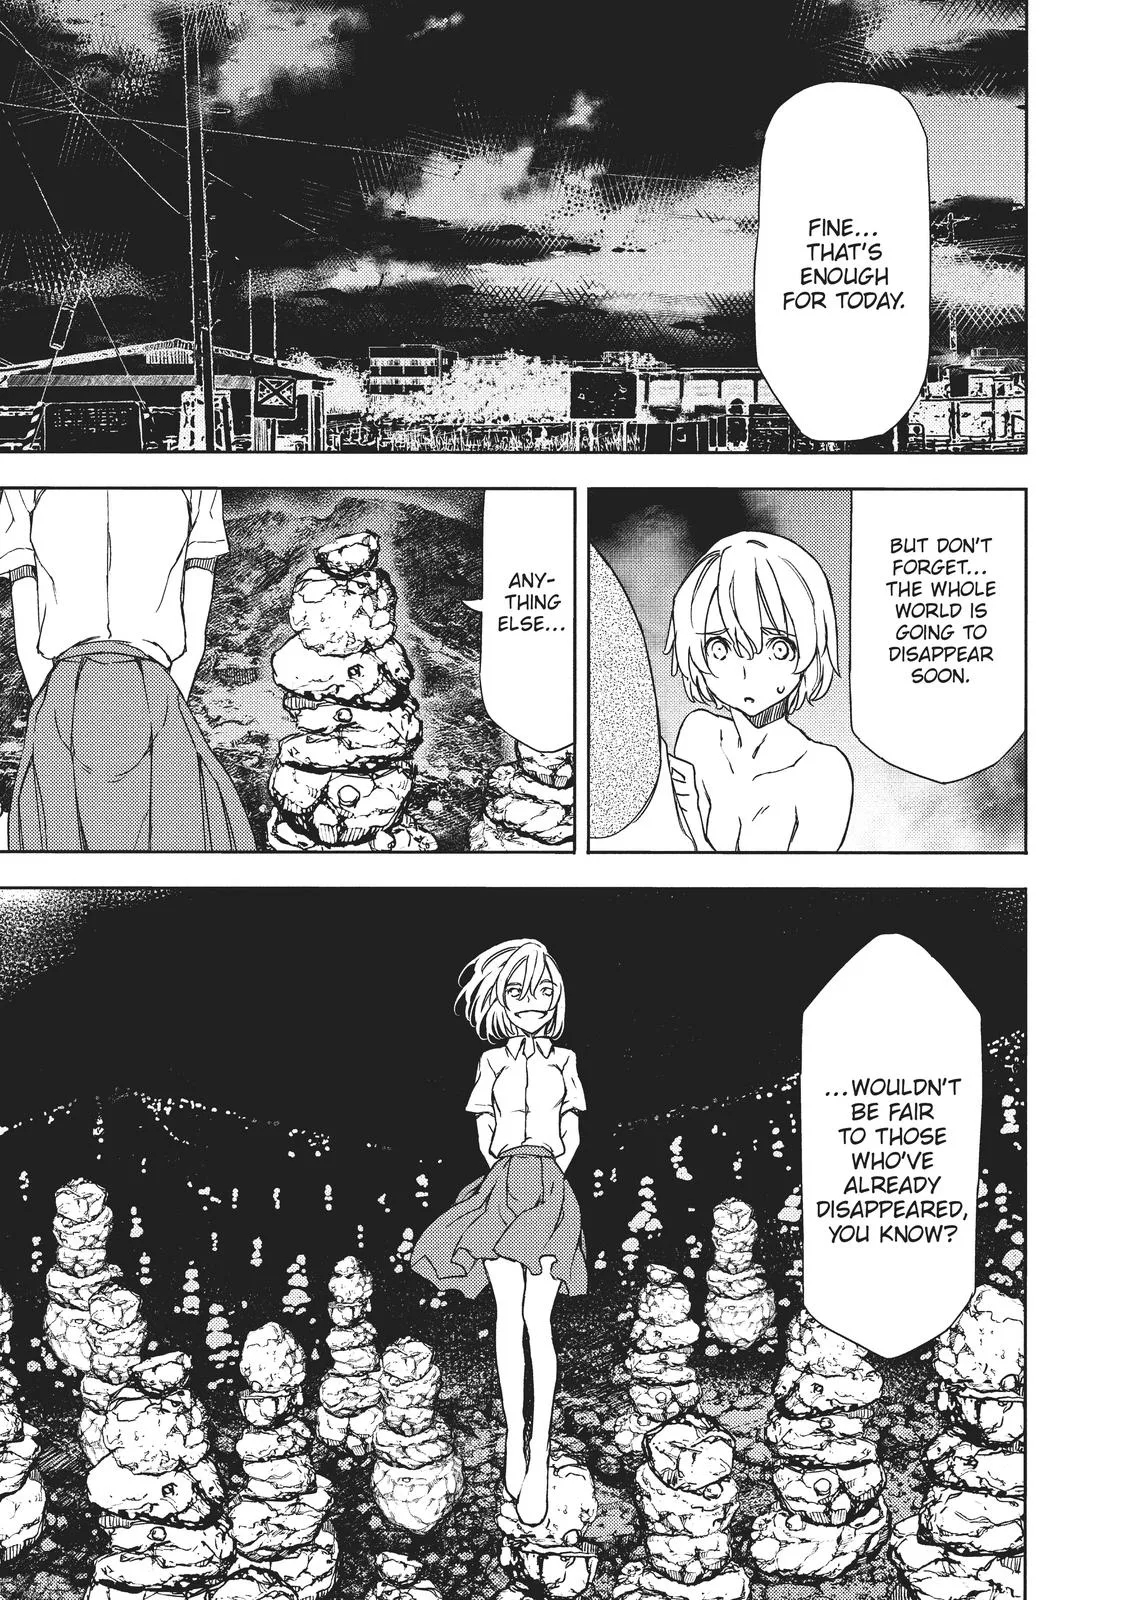 FINE...
THAT'S
ENOUGH
FOR TODAY.
BUT DON'T
FORGET...
THE WHOLE
WORLD IS
GOING TO
DISAPPEAR
SOON.
ANY-
THING
ELSE...
...WOULDN'T
BE FAIR
TO THOSE
WHO'VE
ALREADY
DISAPPEARED,
YOU KNOW?